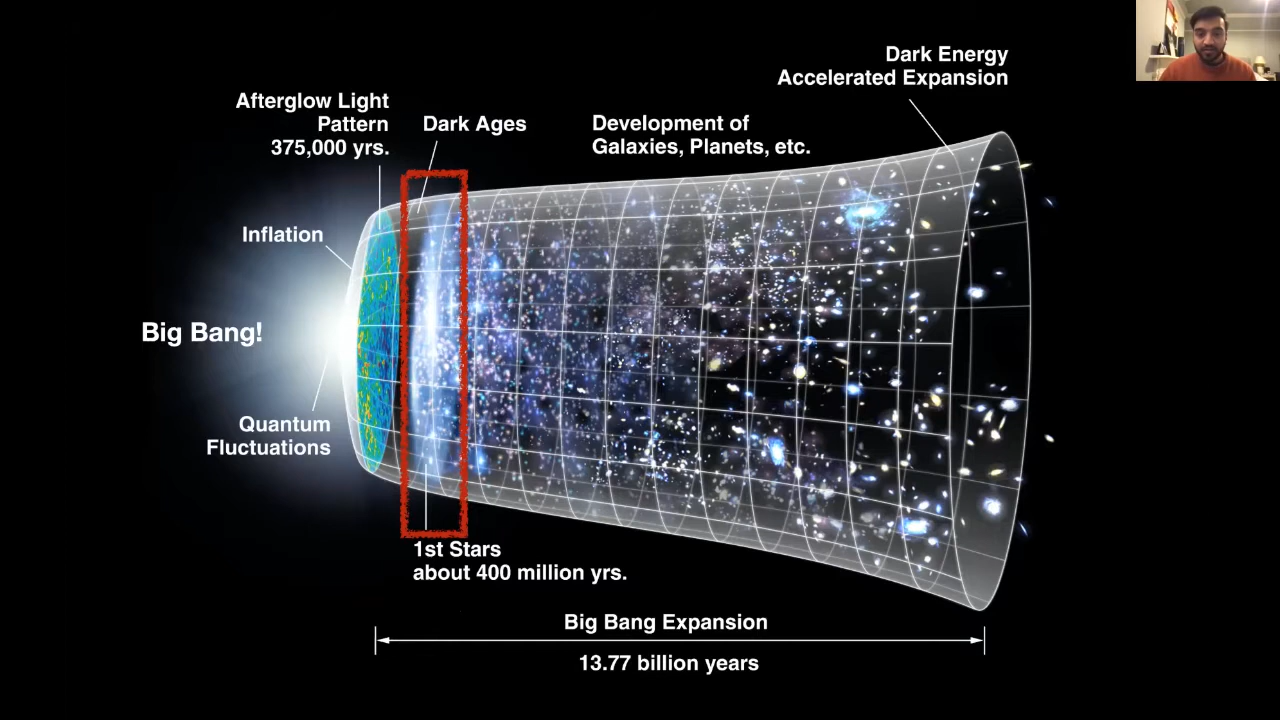 Dark Energy
Accelerated Expansion
Afterglow Light
Pattern
375,000 yrs.
Dark Ages
Development of
Galaxies, Planets, etc.
Inflation
Big Bang!
Quantum
Fluctuations
1st Stars
about 400 million yrs.
Big Bang Expansion
13.77 billion years